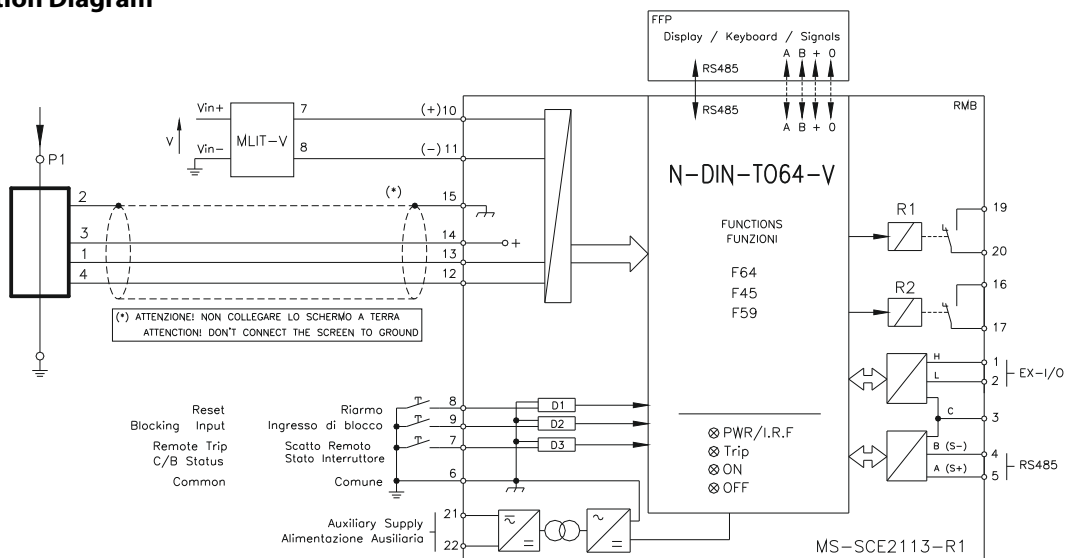 tion Diagram
FFP
Display / Keyboard / Signals
A B + 0
RS485
RS485
A B + 0
RMB
Vin+
7
(+)10
V
MLIT-V
Vin-
8
(-)11
P1
2
(*)
15
3
14
+
1
13
4
12
(*) ATTENZIONE! NON COLLEGARE LO SCHERMO A TERRA
ATTENCTION! DON'T CONNECT THE SCREEN TO GROUND
N-DIN-TO64-V
FUNCTIONS
FUNZIONI
F64
F45
F59
R1
19
20
R2
16
17
H
1
L
2
EX-I/O
C
3
B (S-)
4
A (S+)
5
RS485
Reset
Riarmo
8
D1
Blocking Input
Ingresso di blocco
9
D2
Remote Trip
Scatto Remoto
7
D3
C/B Status
Stato Interruttore
Common
Comune
6
PWR/I.R.F
Trip
ON
OFF
Auxiliary Supply
Alimentazione Ausiliaria
21
22
MS-SCE2113-R1